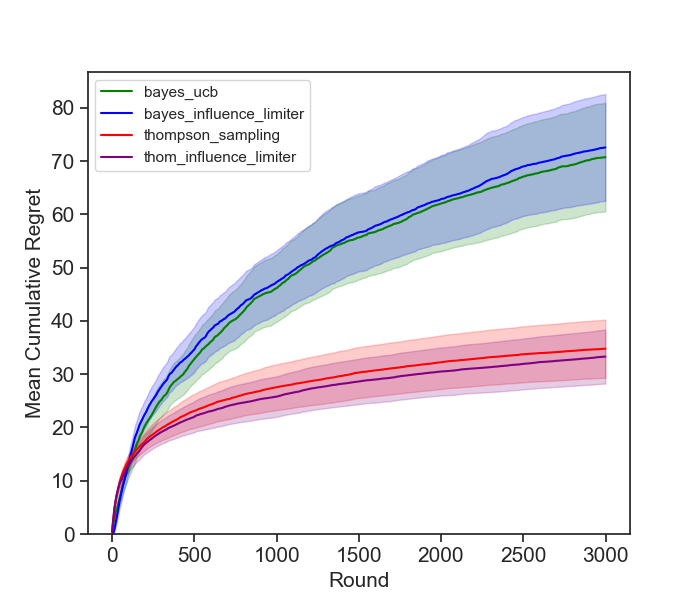 bayes_ucb
bayes_influence_limiter
thompson_sampling
thom_influence_limiter
Mean Cumulative Regret
80
70
60
50
40
30
20
10
0
0 500 1000 1500 2000 2500 3000
Round